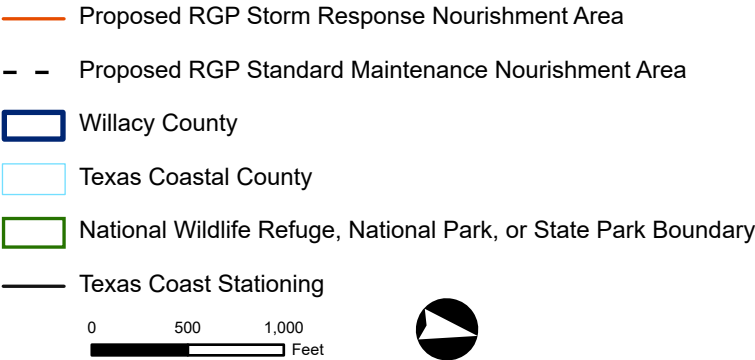 Proposed RGP Storm Response Nourishment Area
Proposed RGP Standard Maintenance Nourishment Area
Willacy County
Texas Coastal County
National Wildlife Refuge, National Park, or State Park Boundary
Texas Coast Stationing
0 500 1,000
Feet